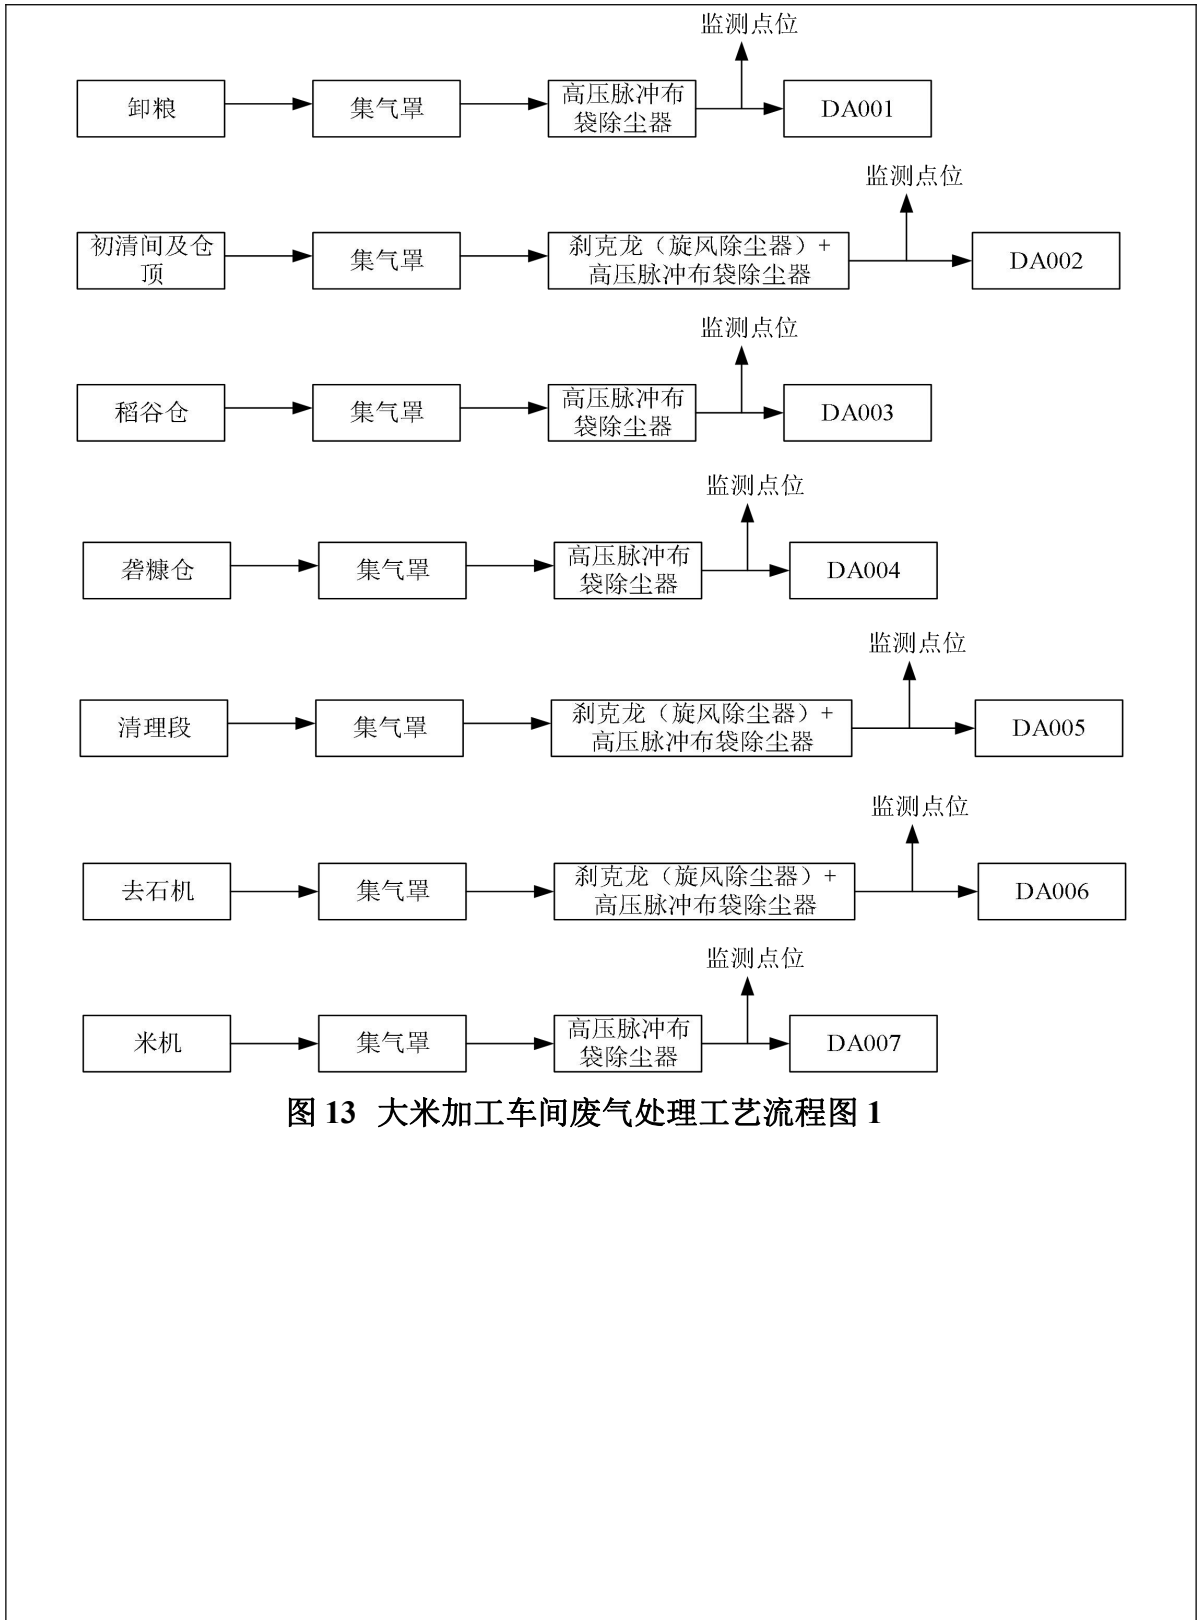 监测点位
卸粮
集气罩
高压脉冲布
袋除尘器
DA001
监测点位
初清间及仓
顶
集气罩
刹克龙（旋风除尘器）+
高压脉冲布袋除尘器
DA002
监测点位
稻谷仓
集气罩
高压脉冲布
袋除尘器
DA003
监测点位
砻糠仓
集气罩
高压脉冲布
袋除尘器
DA004
监测点位
清理段
集气罩
刹克龙（旋风除尘器）+
高压脉冲布袋除尘器
DA005
监测点位
去石机
集气罩
刹克龙（旋风除尘器）+
高压脉冲布袋除尘器
DA006
监测点位
米机
集气罩
高压脉冲布
袋除尘器
DA007
图 13 大米加工车间废气处理工艺流程图 1